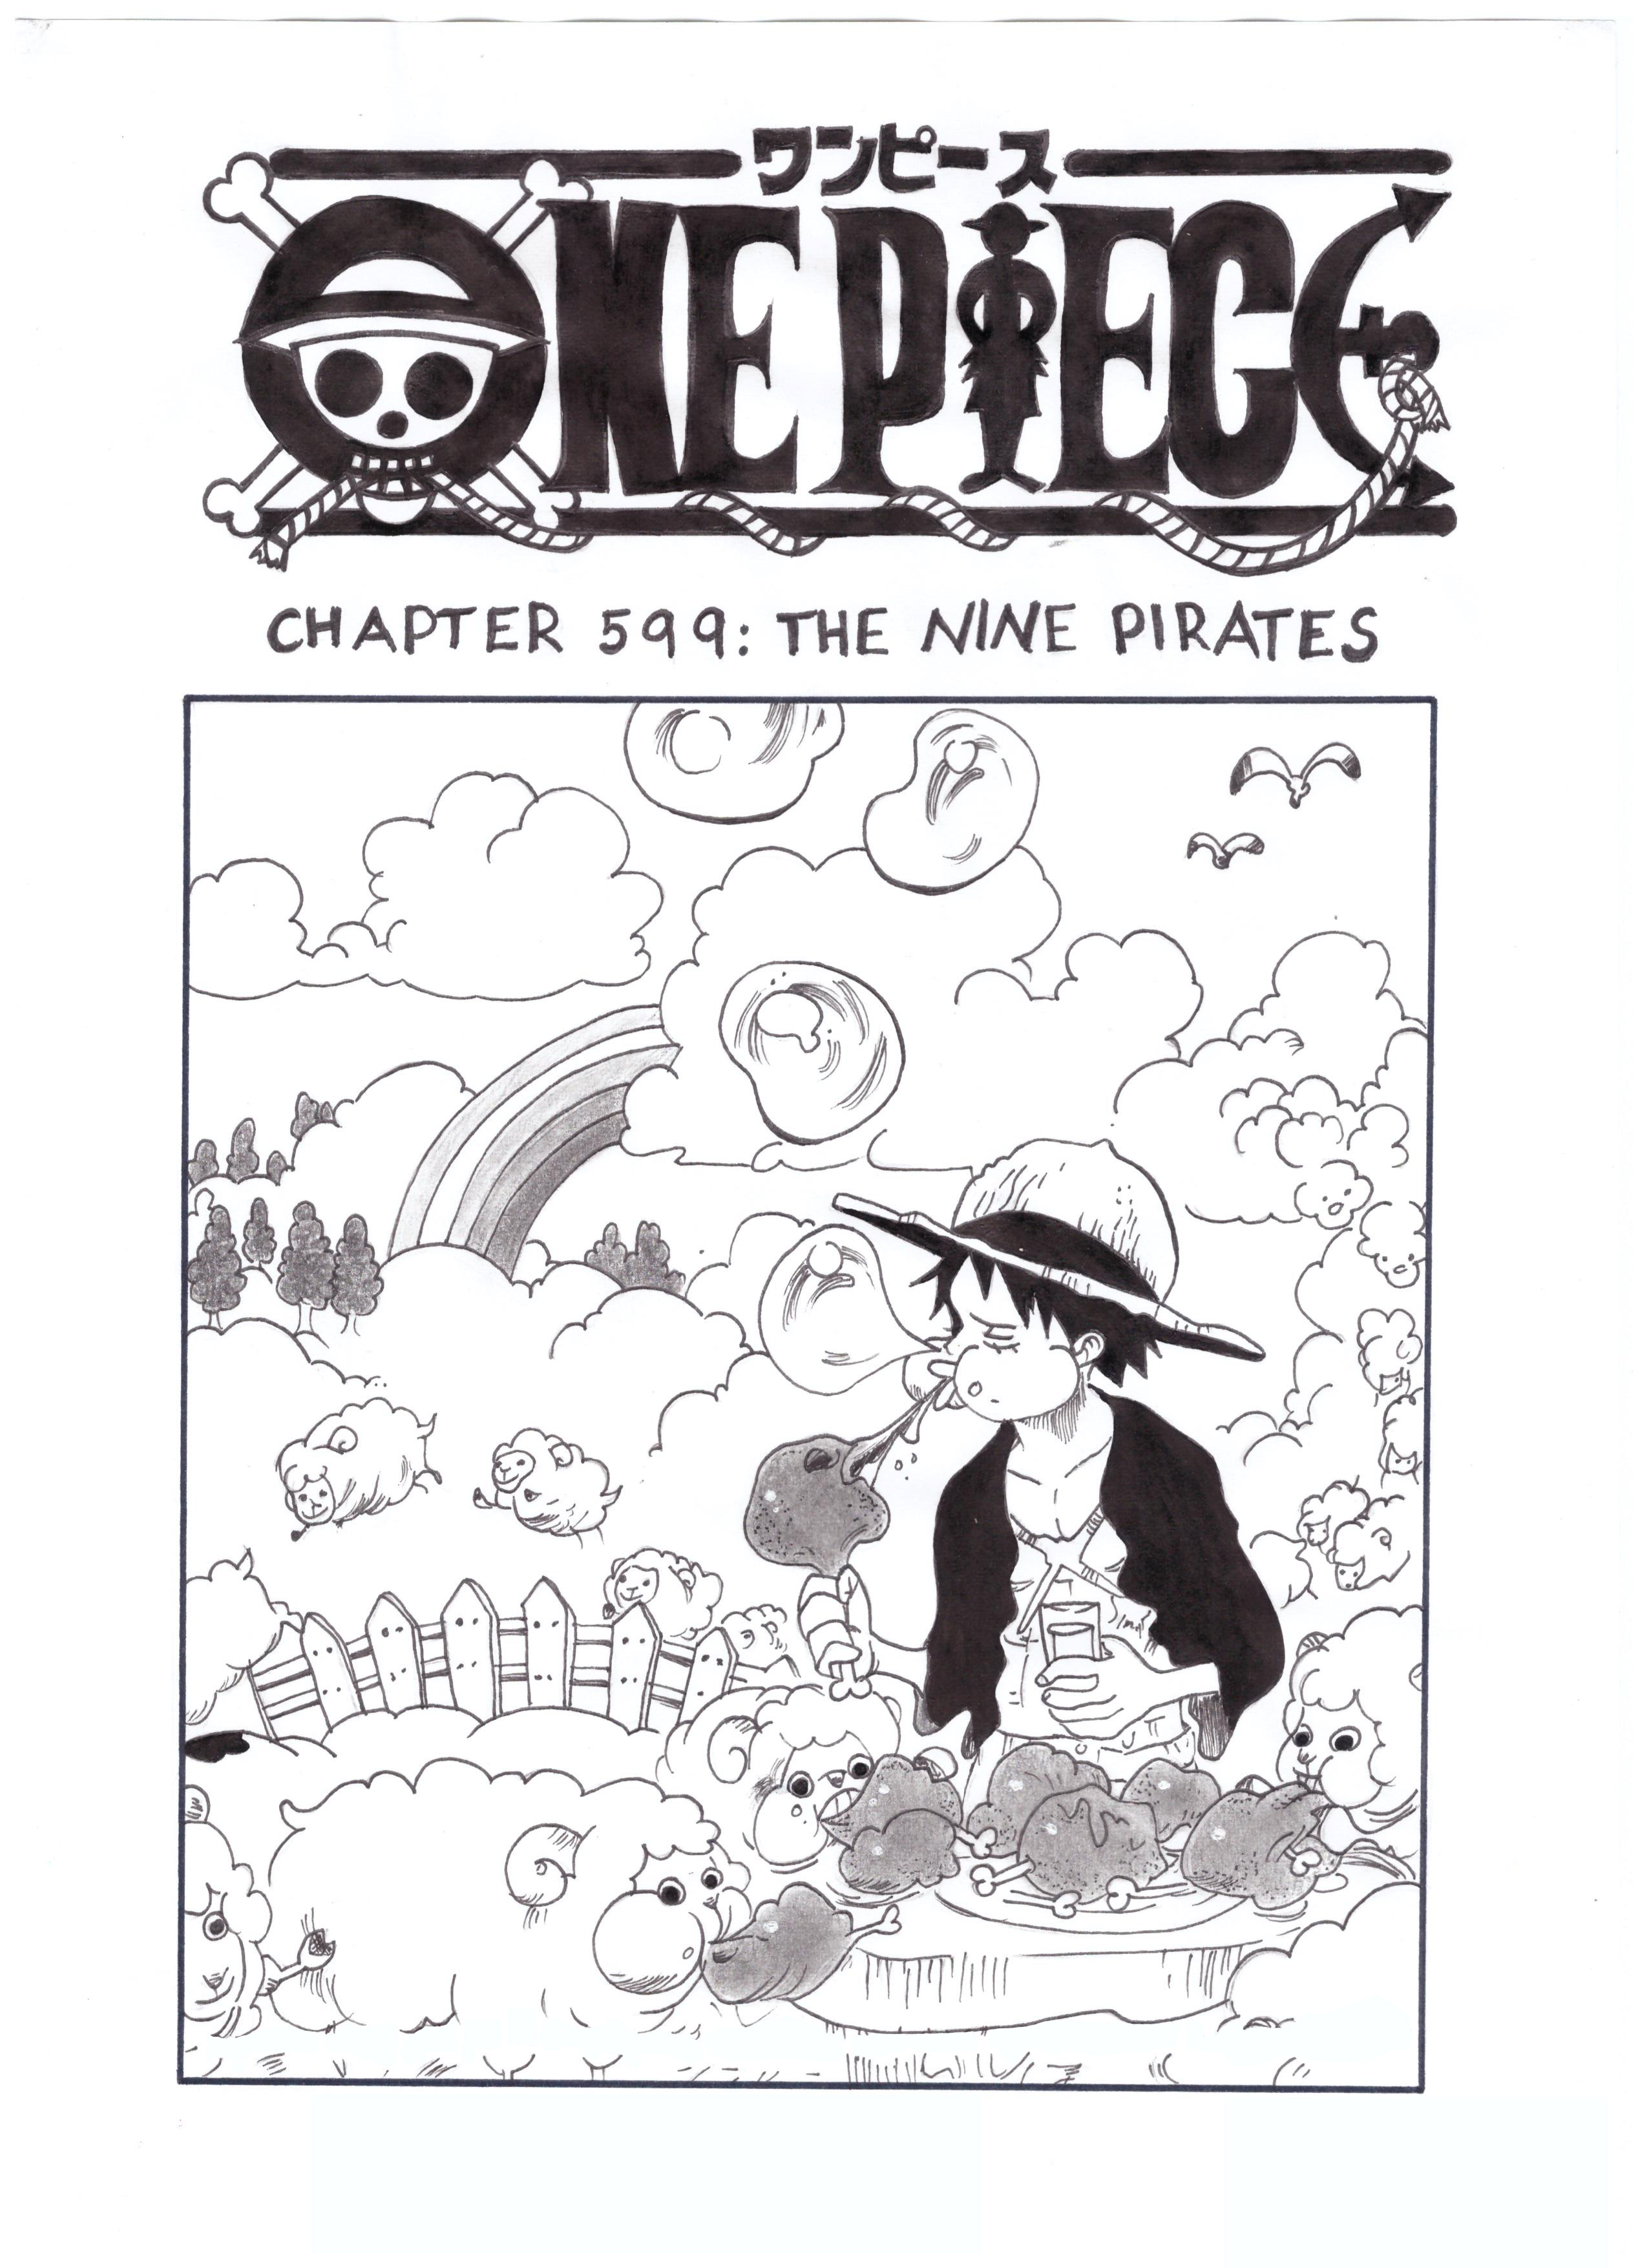 ワンピース
ONE PIECE
CHAPTER 599: THE NINE PIRATES